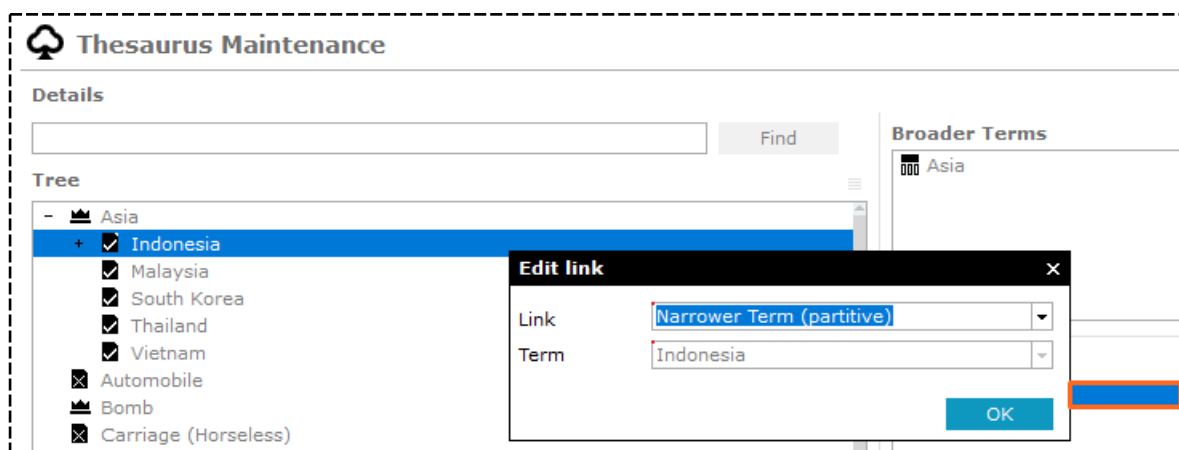 Thesaurus Maintenance
Details
Find
Broader Terms
Asia
Tree
- Asia
+ Indonesia
Malaysia
South Korea
Thailand
Vietnam
Automobile
Bomb
Carriage (Horseless)
Edit link
Link
Narrower Term (partitive)
Term
Indonesia
OK